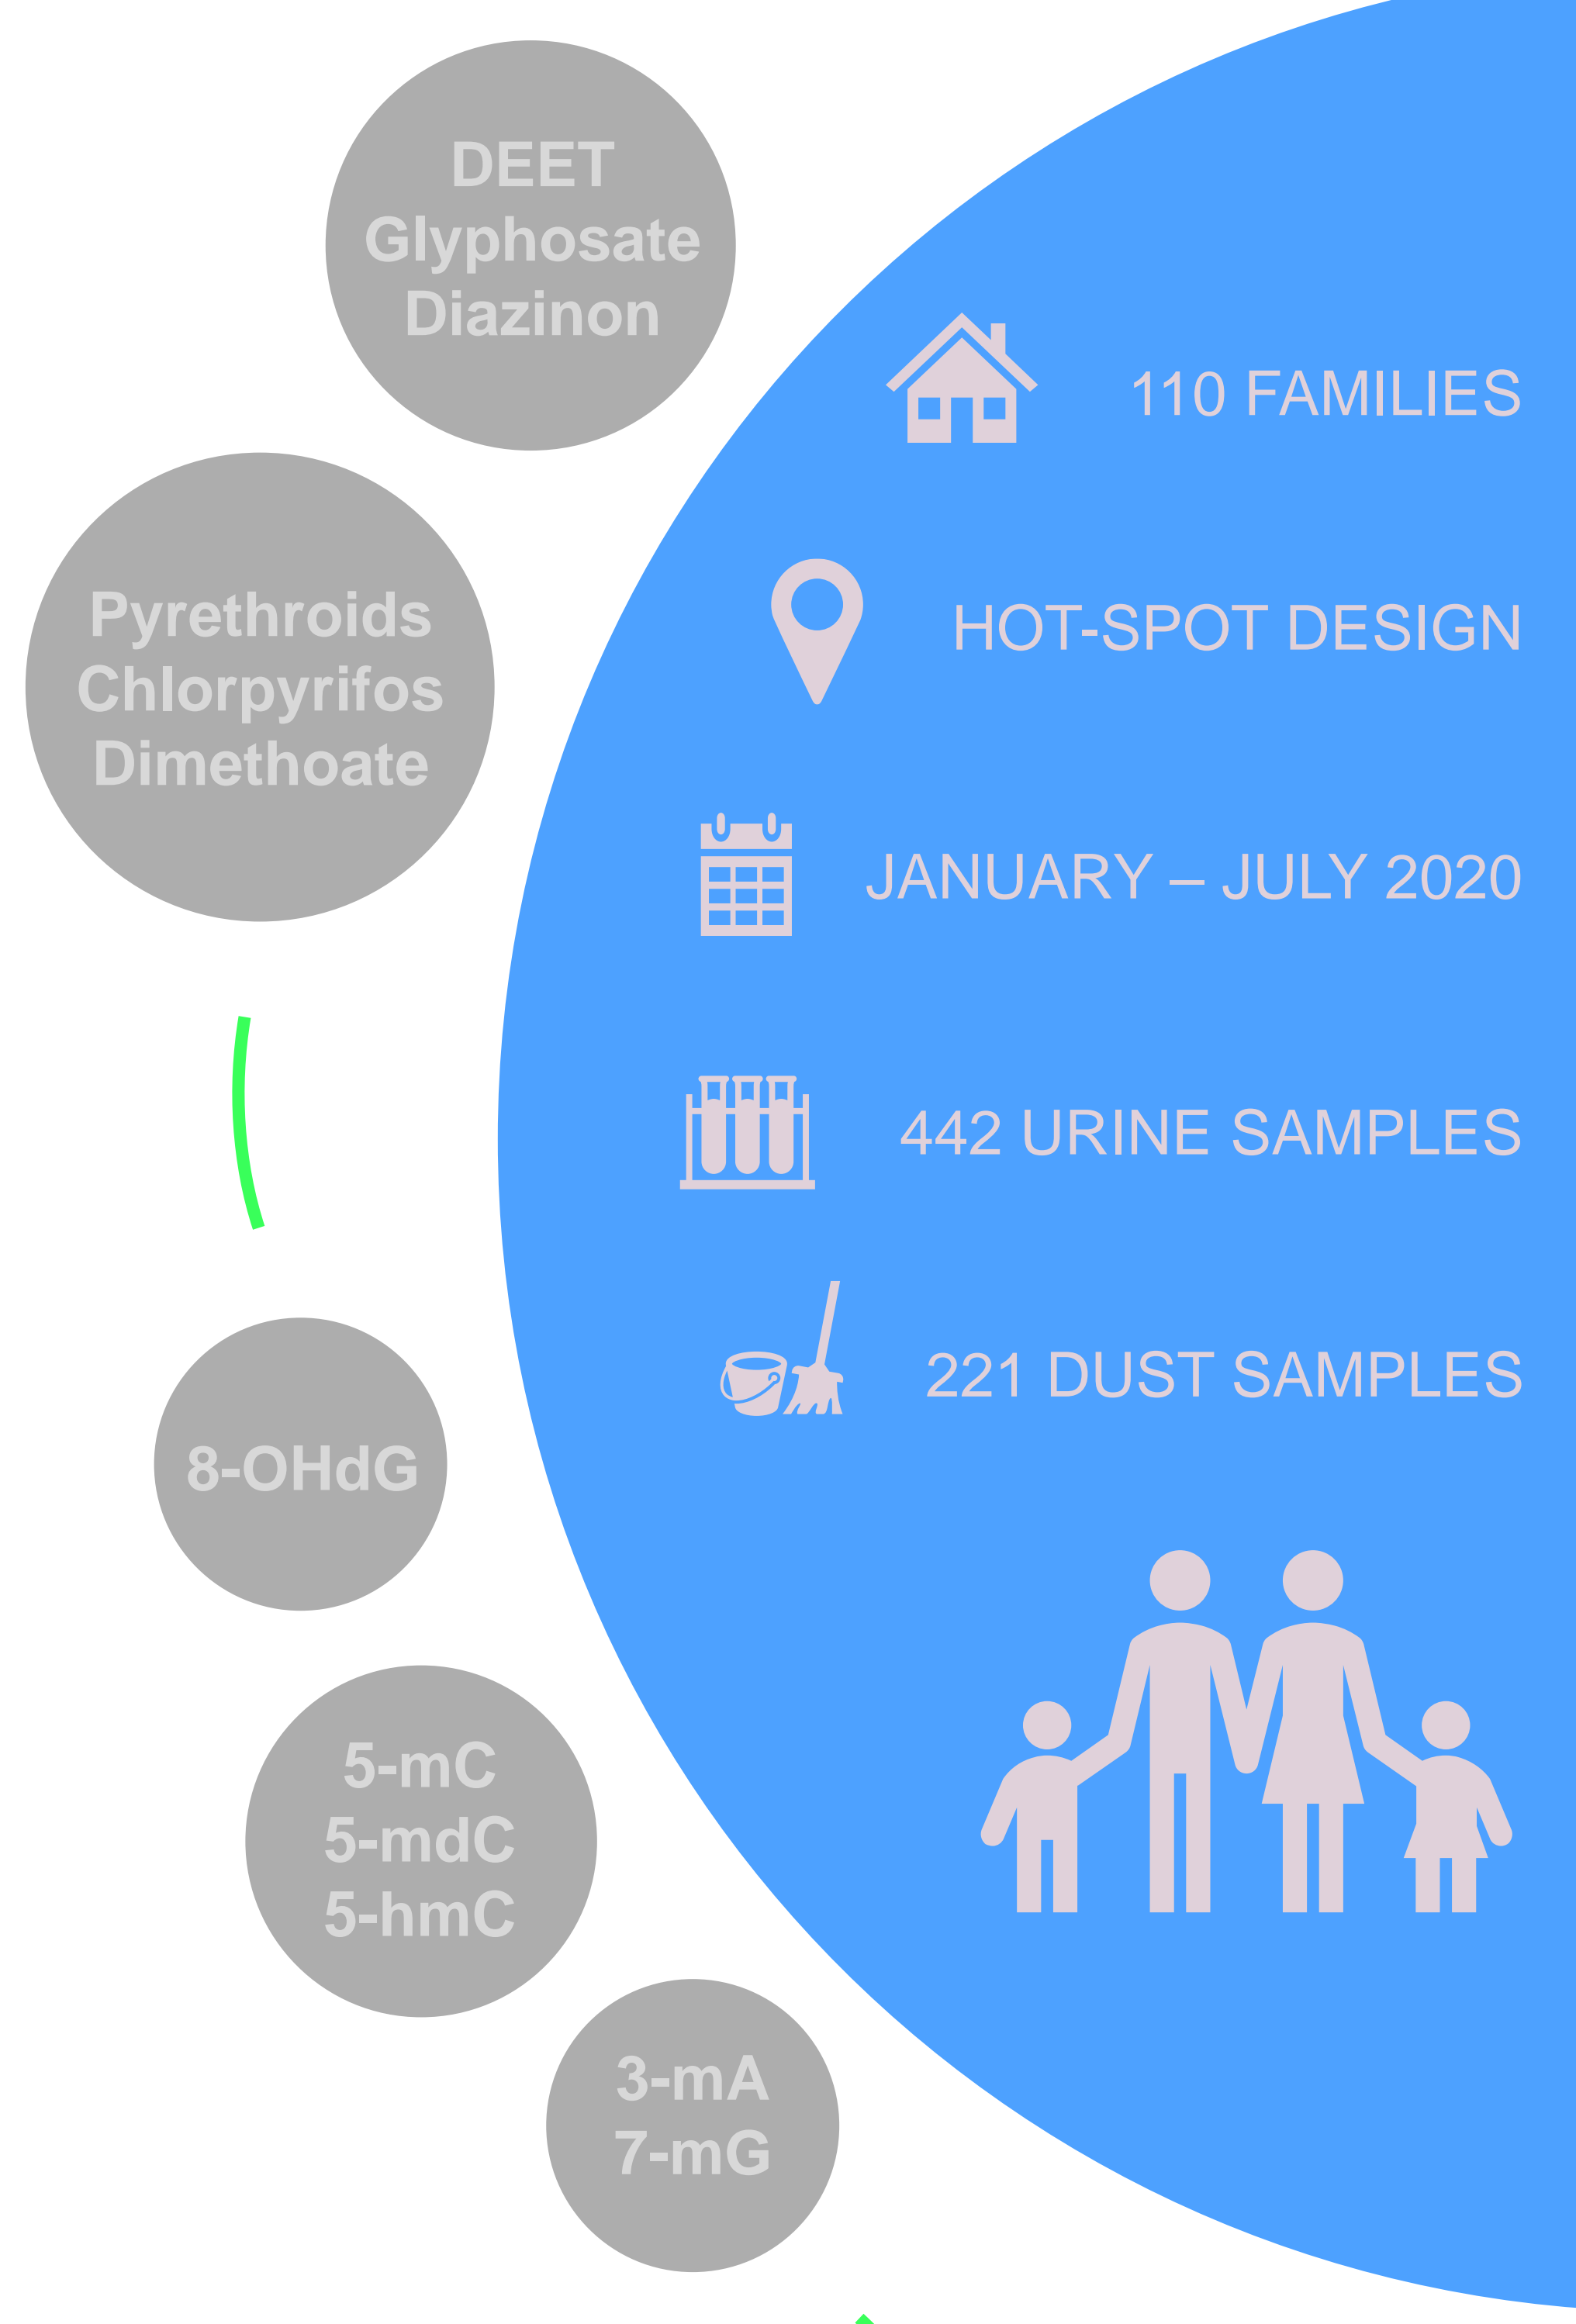 DEET
Glyphosate
Diazinon
Pyrethroids
Chlorpyrifos
Dimethoate
8-OHdG
5-mC
5-mdC
5-hmC
3-mA
7-mG
110 FAMILIES
HOT-SPOT DESIGN
JANUARY – JULY 2020
442 URINE SAMPLES
221 DUST SAMPLES